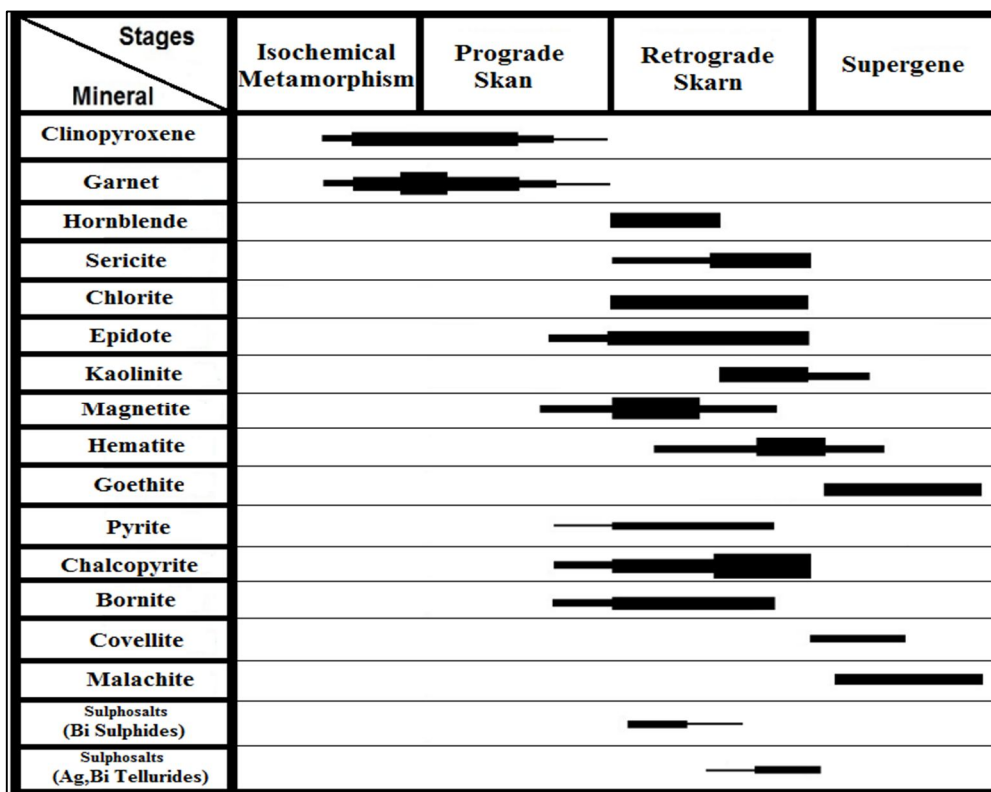 Stages
Mineral
Isochemical
Metamorphism
Prograde
Skan
Retrograde
Skarn
Supergene
Clinopyroxene
Garnet
Hornblende
Sericite
Chlorite
Epidote
Kaolinite
Magnetite
Hematite
Goethite
Pyrite
Chalcopyrite
Bornite
Covellite
Malachite
Sulphosalts
(Bi Sulphides)
Sulphosalts
(Ag,Bi Tellurides)